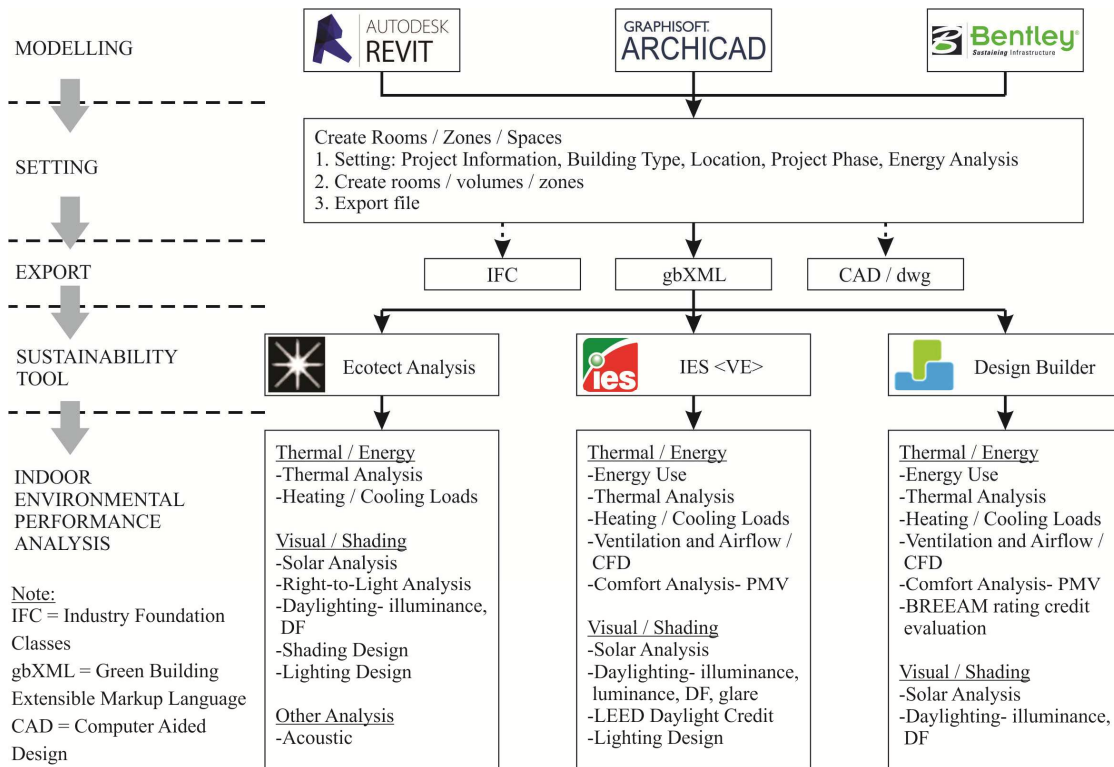 MODELLING
AUTODESK
REVIT
GRAPHISOFT.
ARCHICAD
Bentley®
Sustaining Infrastructure
SETTING
Create Rooms / Zones / Spaces
1. Setting: Project Information, Building Type, Location, Project Phase, Energy Analysis
2. Create rooms / volumes / zones
3. Export file
EXPORT
IFC
gbXML
CAD / dwg
SUSTAINABILITY
TOOL
Ecotect Analysis
ies
IES <VE>
Design Builder
INDOOR
ENVIRONMENTAL
PERFORMANCE
ANALYSIS
Note:
IFC = Industry Foundation
Classes
gbXML = Green Building
Extensible Markup Language
CAD = Computer Aided
Design
Thermal / Energy
-Thermal Analysis
-Heating / Cooling Loads
Visual / Shading
-Solar Analysis
-Right-to-Light Analysis
-Daylighting- illuminance,
DF
-Shading Design
-Lighting Design
Other Analysis
-Acoustic
Thermal / Energy
-Energy Use
-Thermal Analysis
-Heating / Cooling Loads
-Ventilation and Airflow /
CFD
-Comfort Analysis- PMV
Visual / Shading
-Solar Analysis
-Daylighting- illuminance,
luminance, DF, glare
-LEED Daylight Credit
-Lighting Design
Thermal / Energy
-Energy Use
-Thermal Analysis
-Heating / Cooling Loads
-Ventilation and Airflow /
CFD
-Comfort Analysis- PMV
-BREEAM rating credit
evaluation
Visual / Shading
-Solar Analysis
-Daylighting- illuminance,
DF